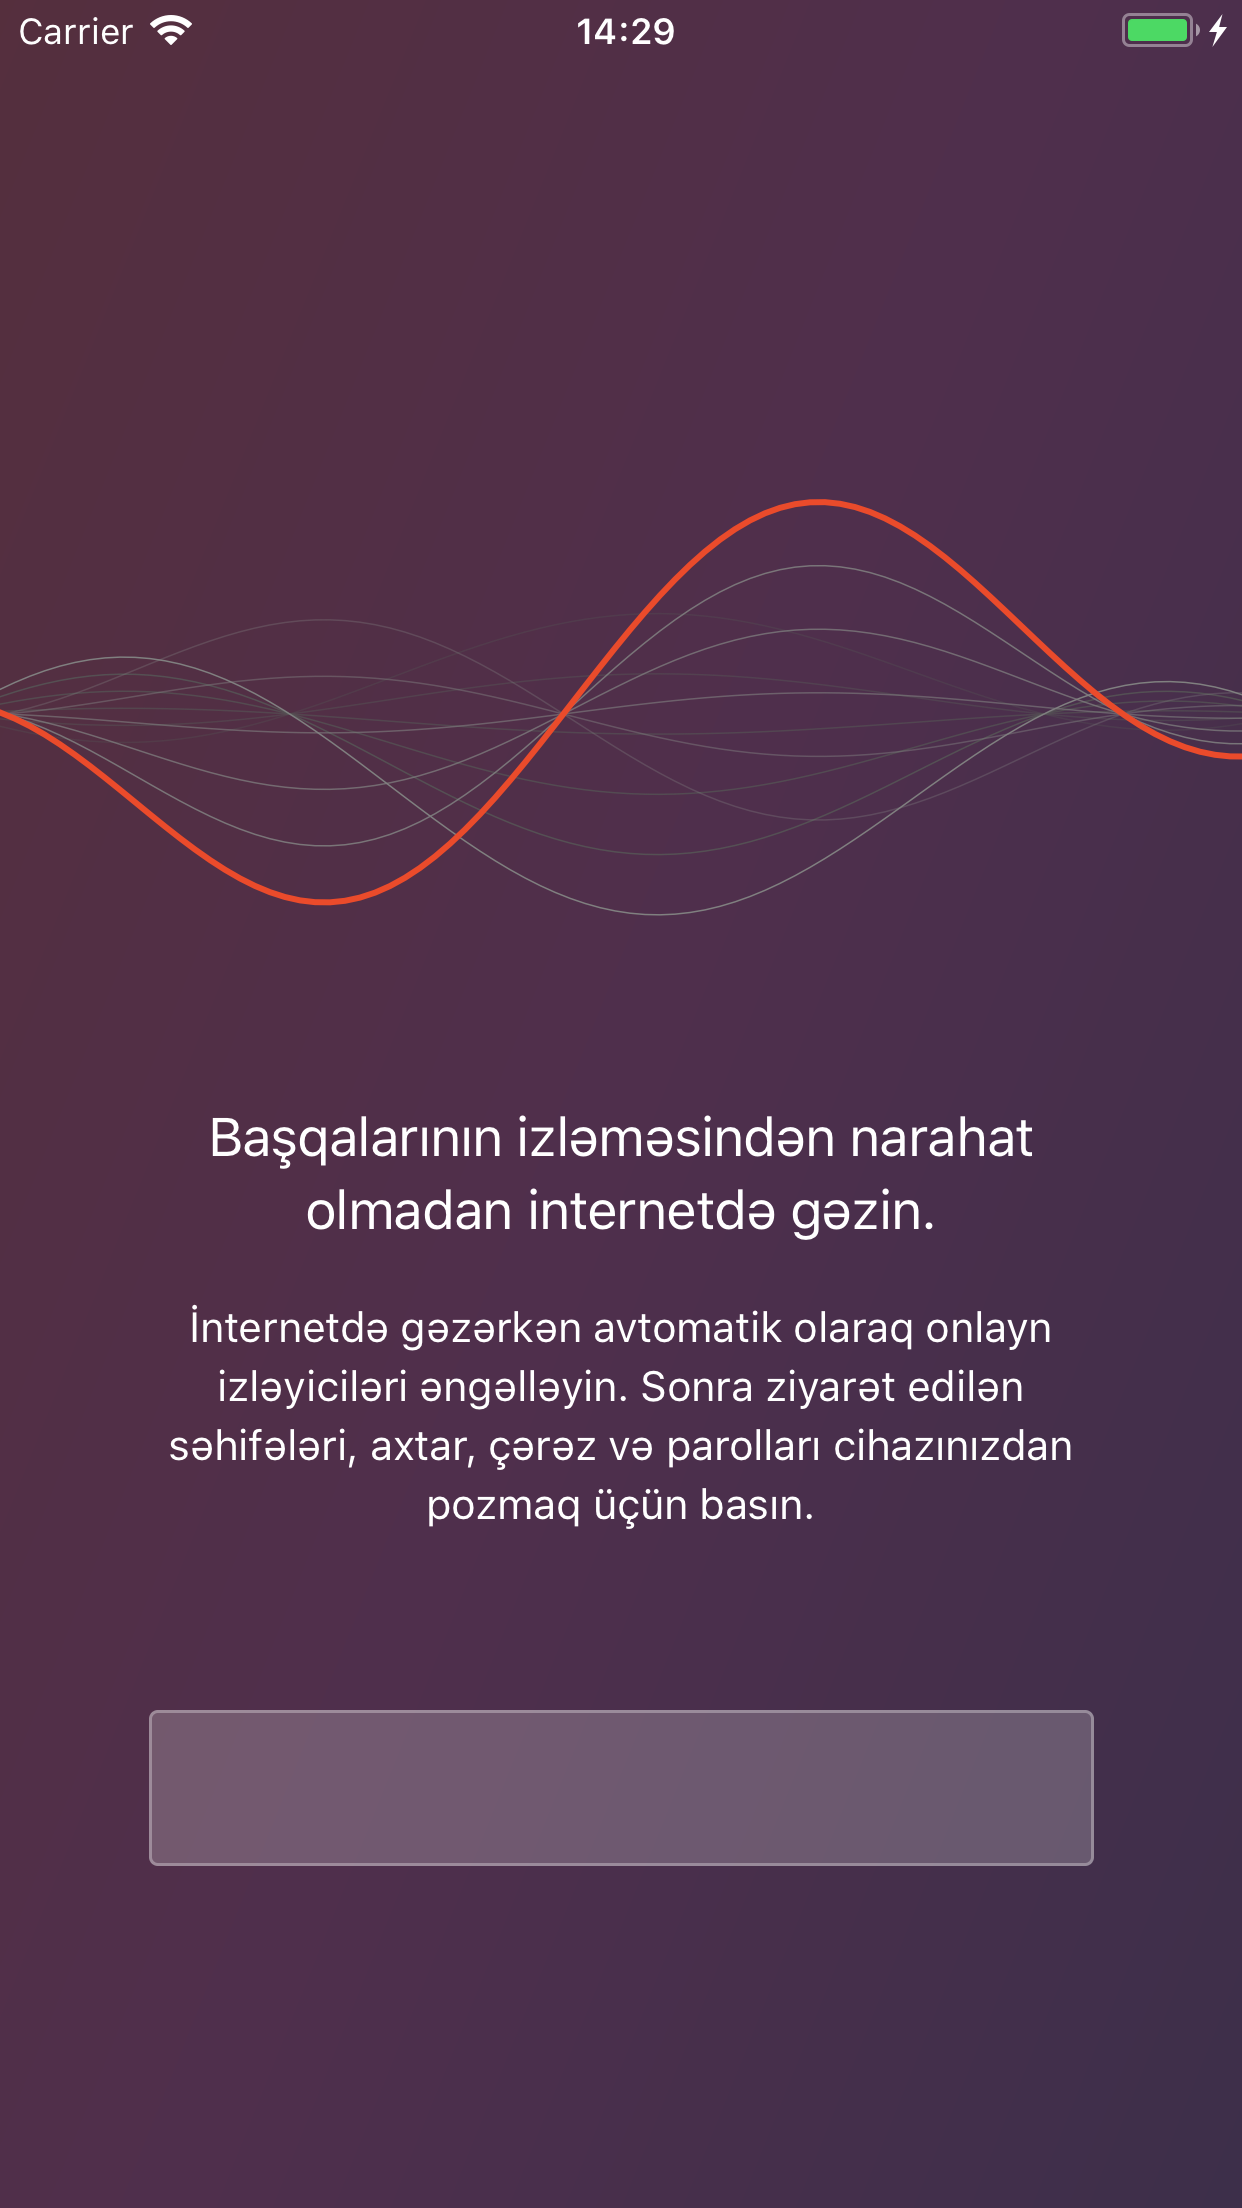 Carrier
14:29
Başqalarının izləməsindən narahat
olmadan internetdə gəzin.
İnternetdə gəzərkən avtomatik olaraq onlayn
izləyiciləri əngəlləyin. Sonra ziyarət edilən
səhifələri, axtar, çərəz və parolları cihazınızdan
pozmaq üçün basın.